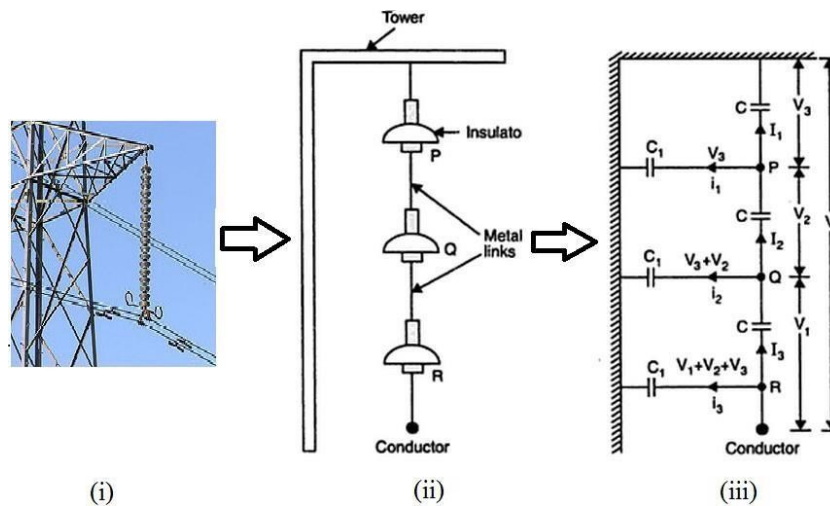 Tower
Insulato
P
Q
Metal
links
R
Conductor
C
V₃
I₁
C₁
V₃
P
i₁
C
V₂
I₂
C₁
V₃+V₂
Q
i₂
C
V₁
I₃
C₁
V₁+V₂+V₃
R
i₃
Conductor
(i)
(ii)
(iii)